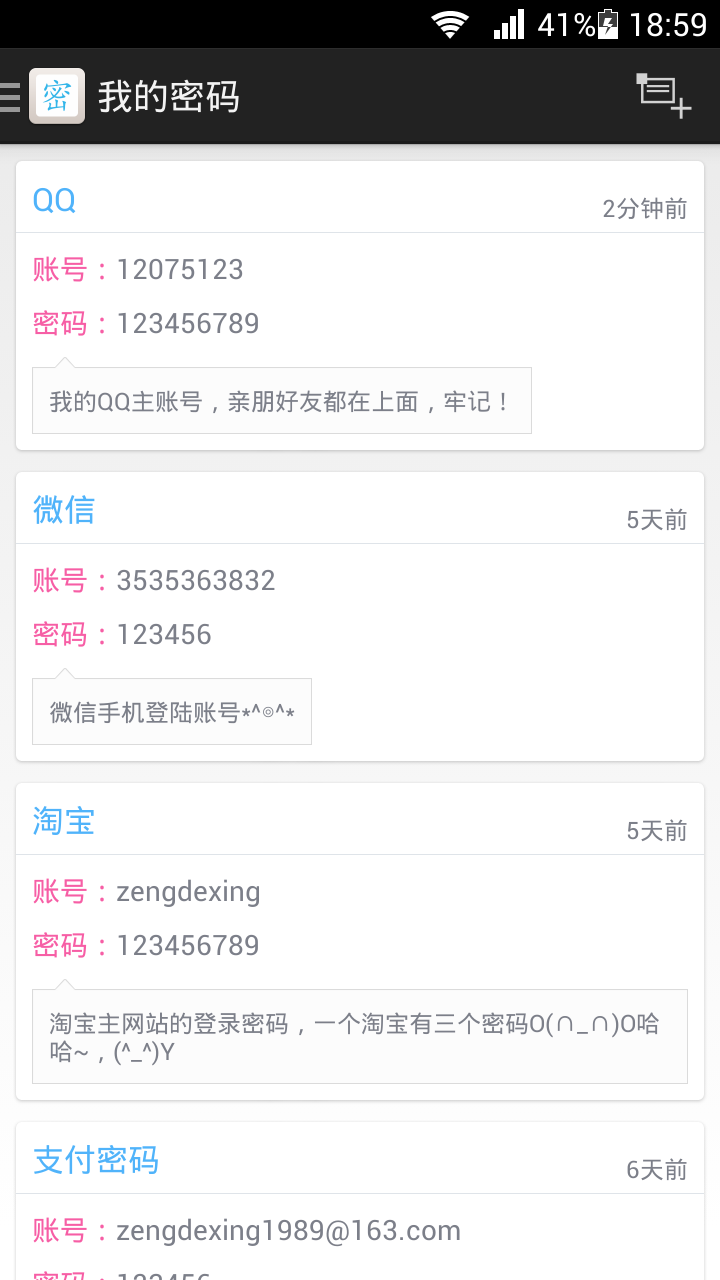 41% 18:59
密 我的密码
QQ 2分钟前
账号：12075123
密码：123456789
我的QQ主账号，亲朋好友都在上面，牢记！
微信 5天前
账号：3535363832
密码：123456
微信手机登陆账号*^◎^*
淘宝 5天前
账号：zengdexing
密码：123456789
淘宝主网站的登录密码，一个淘宝有三个密码O(∩_∩)O哈
哈~，(^_^)Y
支付密码 6天前
账号：zengdexing1989@163.com
密码：123456